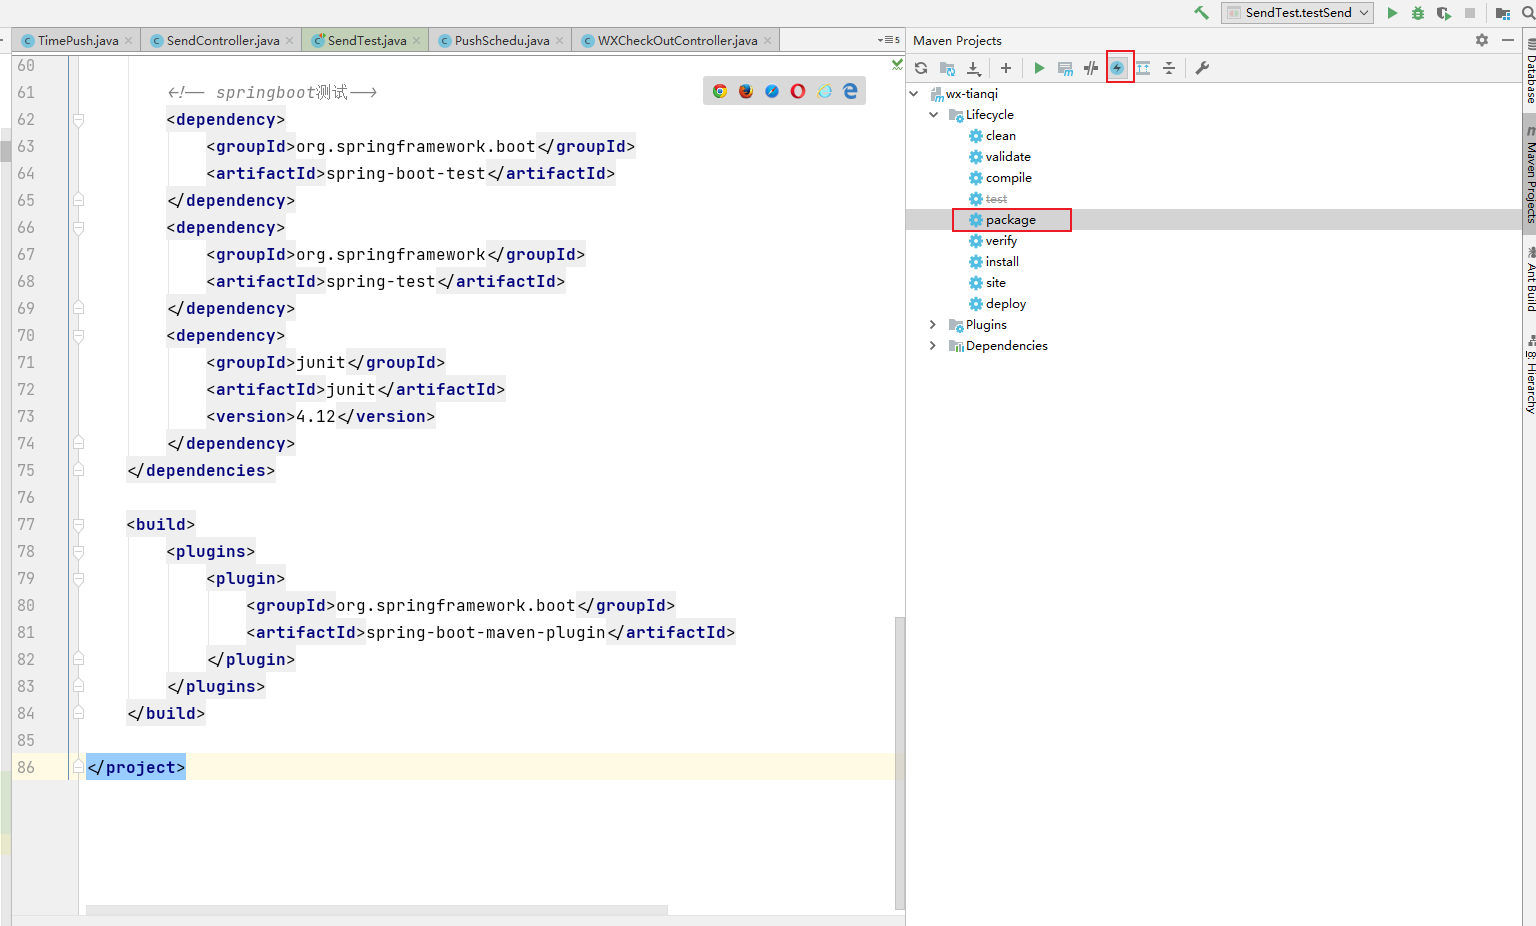 SendTest.testSend
TimePush.java
SendController.java
SendTest.java
PushSchedu.java
WXCheckOutController.java
5
Maven Projects
60
61 <!-- springboot测试-->
62 <dependency>
63 <groupId>org.springframework.boot</groupId>
64 <artifactId>spring-boot-test</artifactId>
65 </dependency>
66 <dependency>
67 <groupId>org.springframework</groupId>
68 <artifactId>spring-test</artifactId>
69 </dependency>
70 <dependency>
71 <groupId>junit</groupId>
72 <artifactId>junit</artifactId>
73 <version>4.12</version>
74 </dependency>
75 </dependencies>
76
77 <build>
78 <plugins>
79 <plugin>
80 <groupId>org.springframework.boot</groupId>
81 <artifactId>spring-boot-maven-plugin</artifactId>
82 </plugin>
83 </plugins>
84 </build>
85
86 </project>
wx-tianqi
Lifecycle
clean
validate
compile
test
package
verify
install
site
deploy
Plugins
Dependencies
Database
Maven Projects
Ant Build
8: Hierarchy